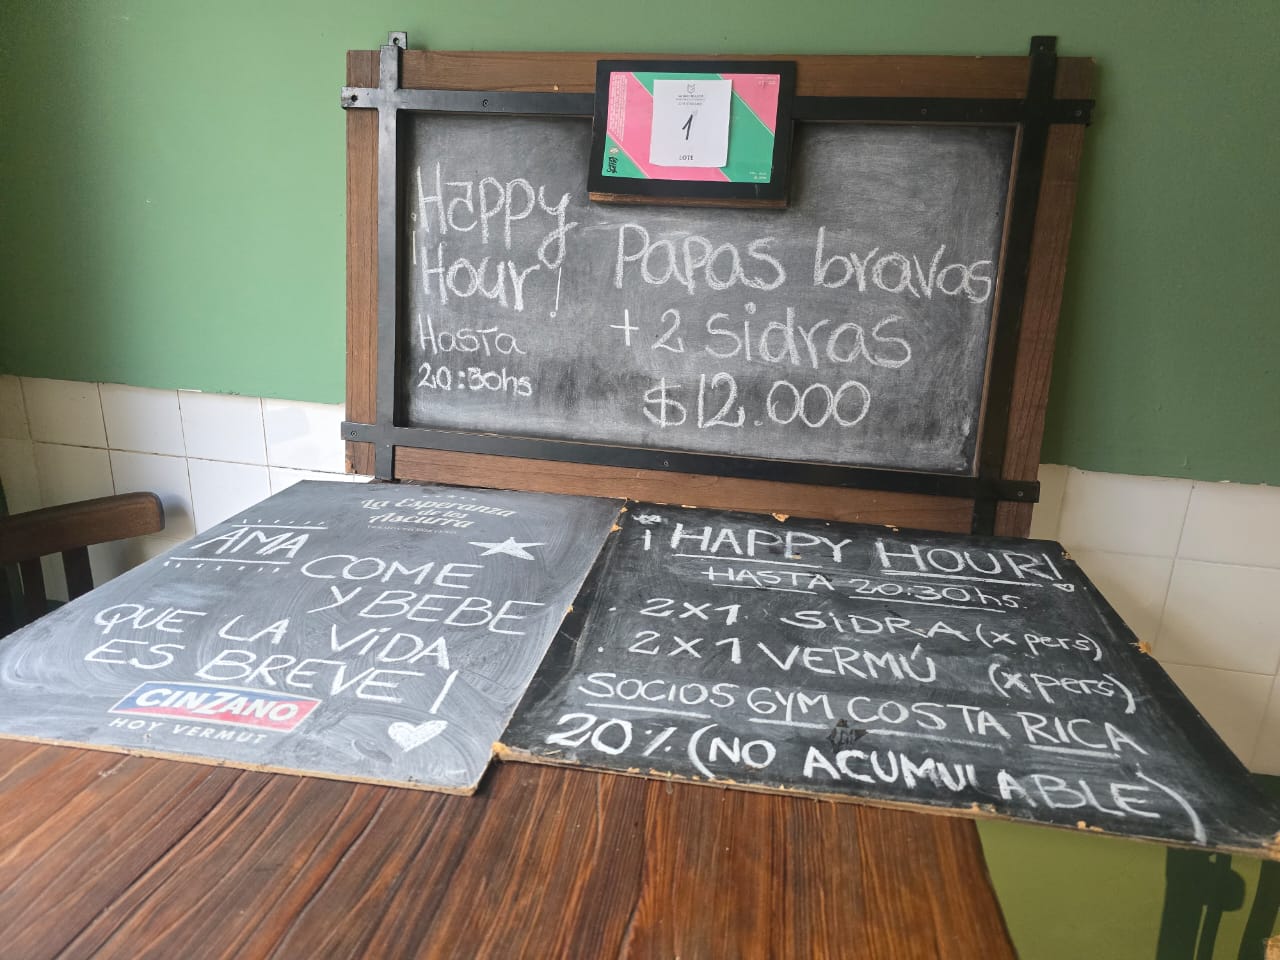 1
LOTE
Happy
¡Hour!
Hasta
20:30hs
Papas bravas
+ 2 sidras
$12.000
La Esperanza
de los
Ascurra
AMA
COME
Y BEBE
QUE LA VIDA
ES BREVE!
CINZANO
HOY VERMUT
¡HAPPY HOUR!
HASTA 20:30hs.
. 2X1 SIDRA (x pers)
. 2X1 VERMÚ (x pers)
SOCIOS GYM COSTA RICA
20% (NO ACUMULABLE)